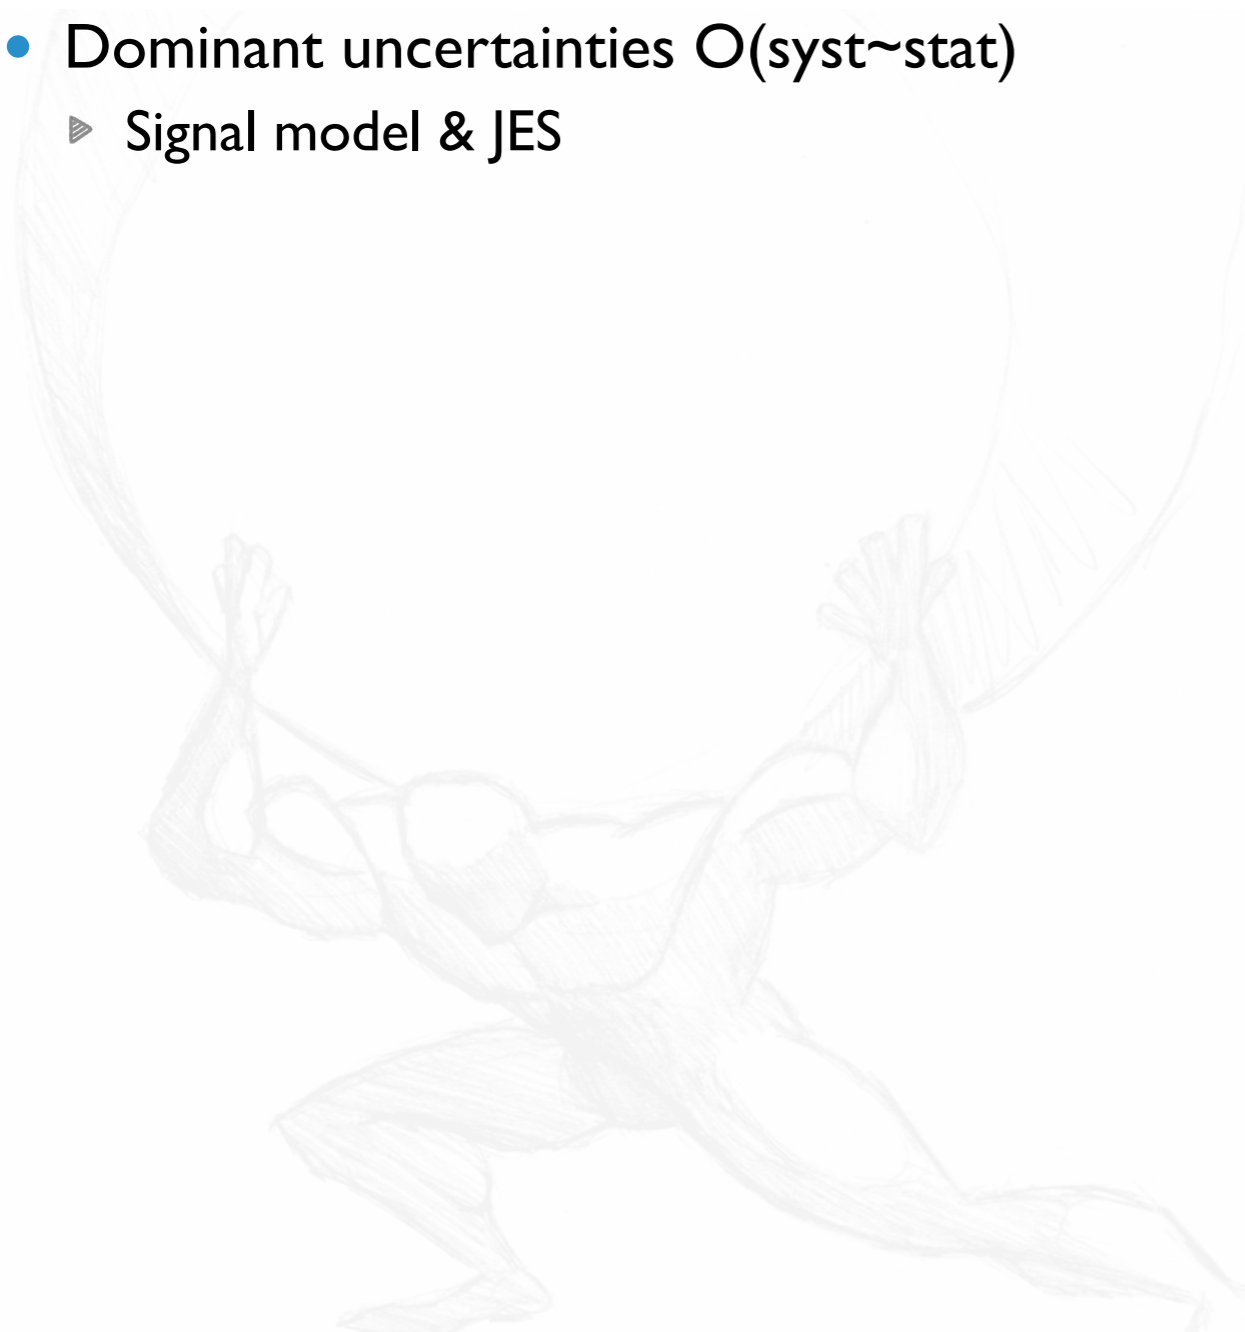 • Dominant uncertainties O(syst~stat)
Signal model & JES